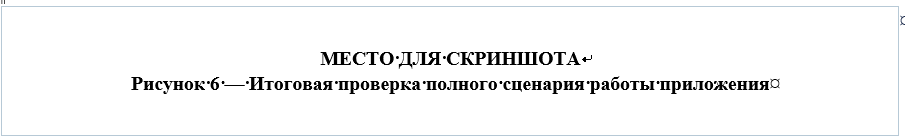 МЕСТО ДЛЯ СКРИНШОТА
Рисунок 6 — Итоговая проверка полного сценария работы приложения